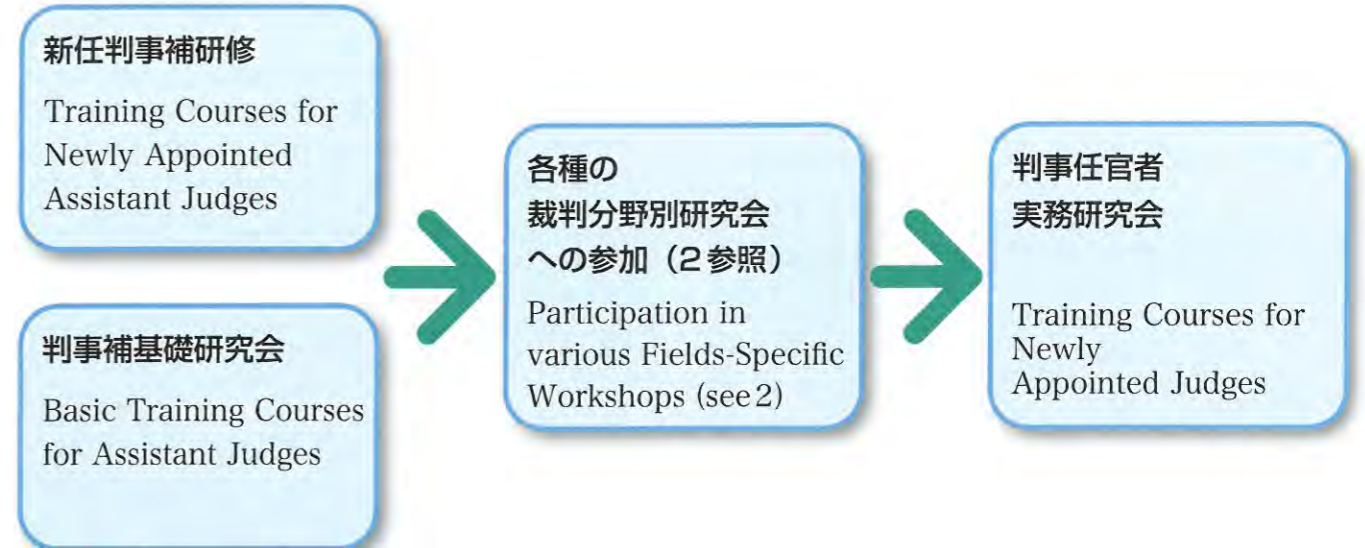 新任判事補研修
Training Courses for
Newly Appointed
Assistant Judges
判事補基礎研究会
Basic Training Courses
for Assistant Judges
各種の
裁判分野別研究会
への参加（2参照）
Participation in
various Fields-Specific
Workshops (see 2)
判事任官者
実務研究会
Training Courses for
Newly
Appointed Judges